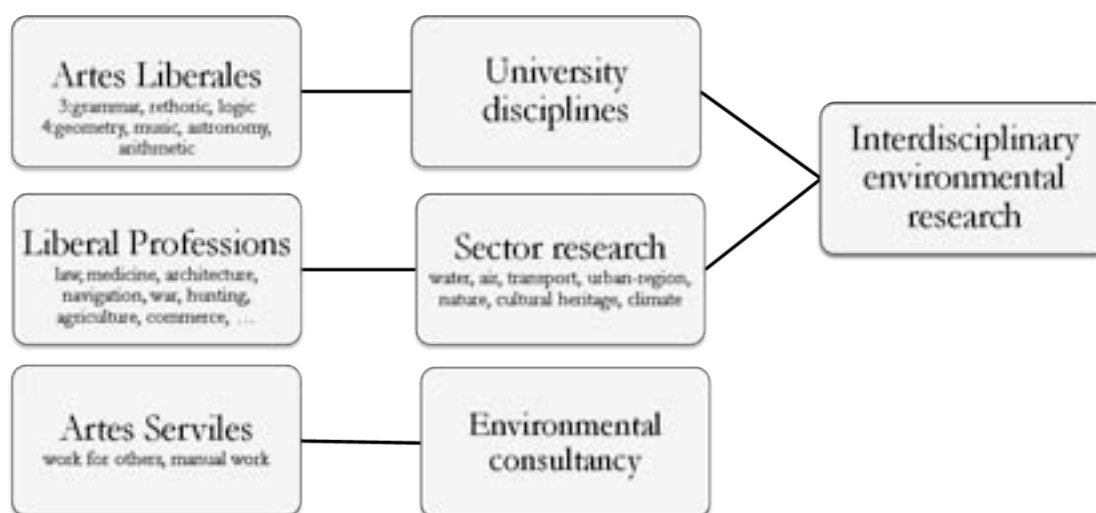 Artes Liberales
3:grammar, rethoric, logic
4:geometry, music, astronomy,
arithmetic
University
disciplines
Interdisciplinary
environmental
research
Liberal Professions
law, medicine, architecture,
navigation, war, hunting,
agriculture, commerce, …
Sector research
water, air, transport, urban-region,
nature, cultural heritage, climate
Artes Serviles
work for others, manual work
Environmental
consultancy